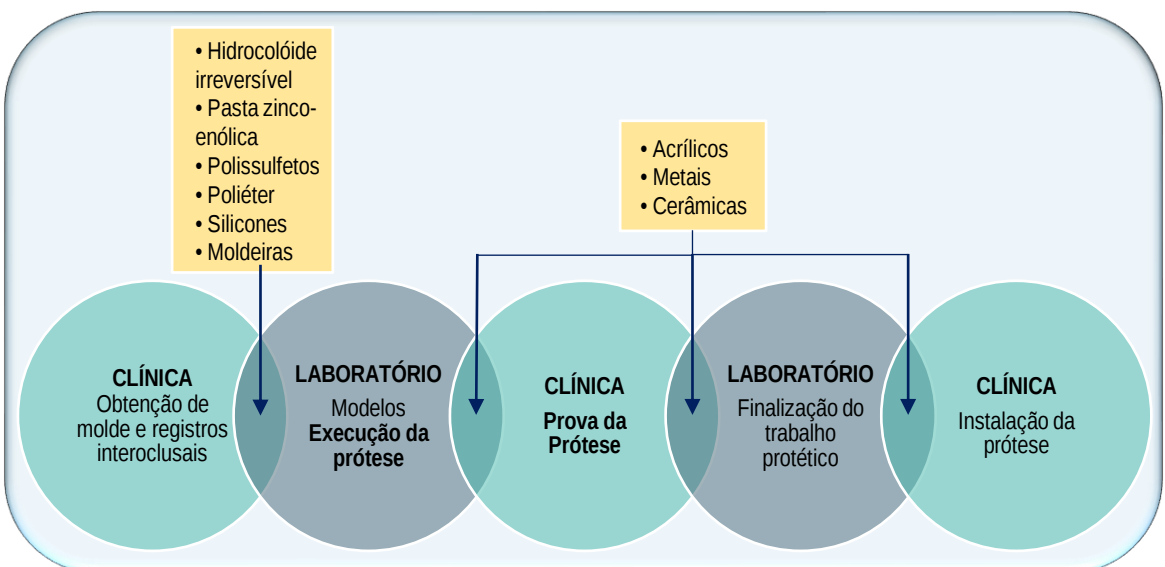 • Hidrocolóide
irreversível
• Pasta zinco-
enólica
• Polissulfetos
• Poliéter
• Silicones
• Moldeiras
• Acrílicos
• Metais
• Cerâmicas
CLÍNICA
Obtenção de
molde e registros
interoclusais
LABORATÓRIO
Modelos
Execução da
prótese
CLÍNICA
Prova da
Prótese
LABORATÓRIO
Finalização do
trabalho
protético
CLÍNICA
Instalação da
prótese